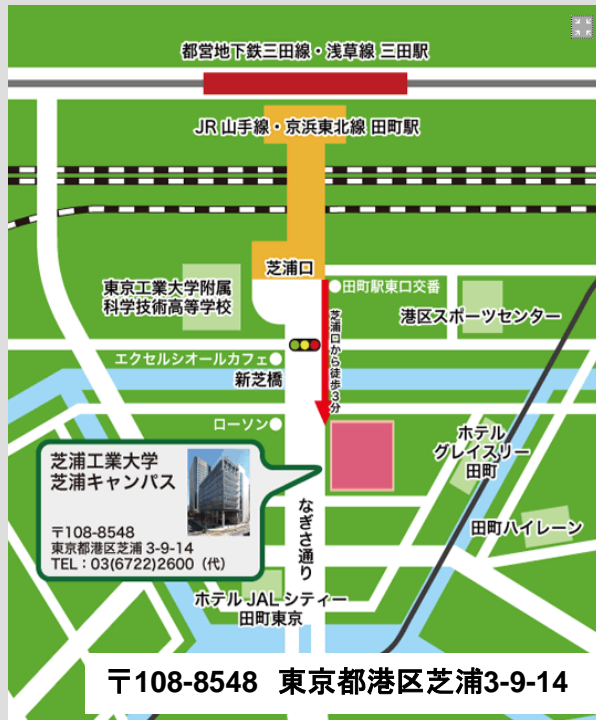 都営地下鉄三田線・浅草線 三田駅
JR 山手線・京浜東北線 田町駅
芝浦口
田町駅東口交番
東京工業大学附属
科学技術高等学校
芝浦口から徒歩3分
港区スポーツセンター
エクセルシオールカフェ
新芝橋
ローソン
ホテル
グレイスリー
田町
芝浦工業大学
芝浦キャンパス
〒108-8548
東京都港区芝浦 3-9-14
TEL：03(6722)2600（代）
なぎさ通り
田町ハイレーン
ホテル JAL シティー
田町東京
〒108-8548 東京都港区芝浦3-9-14